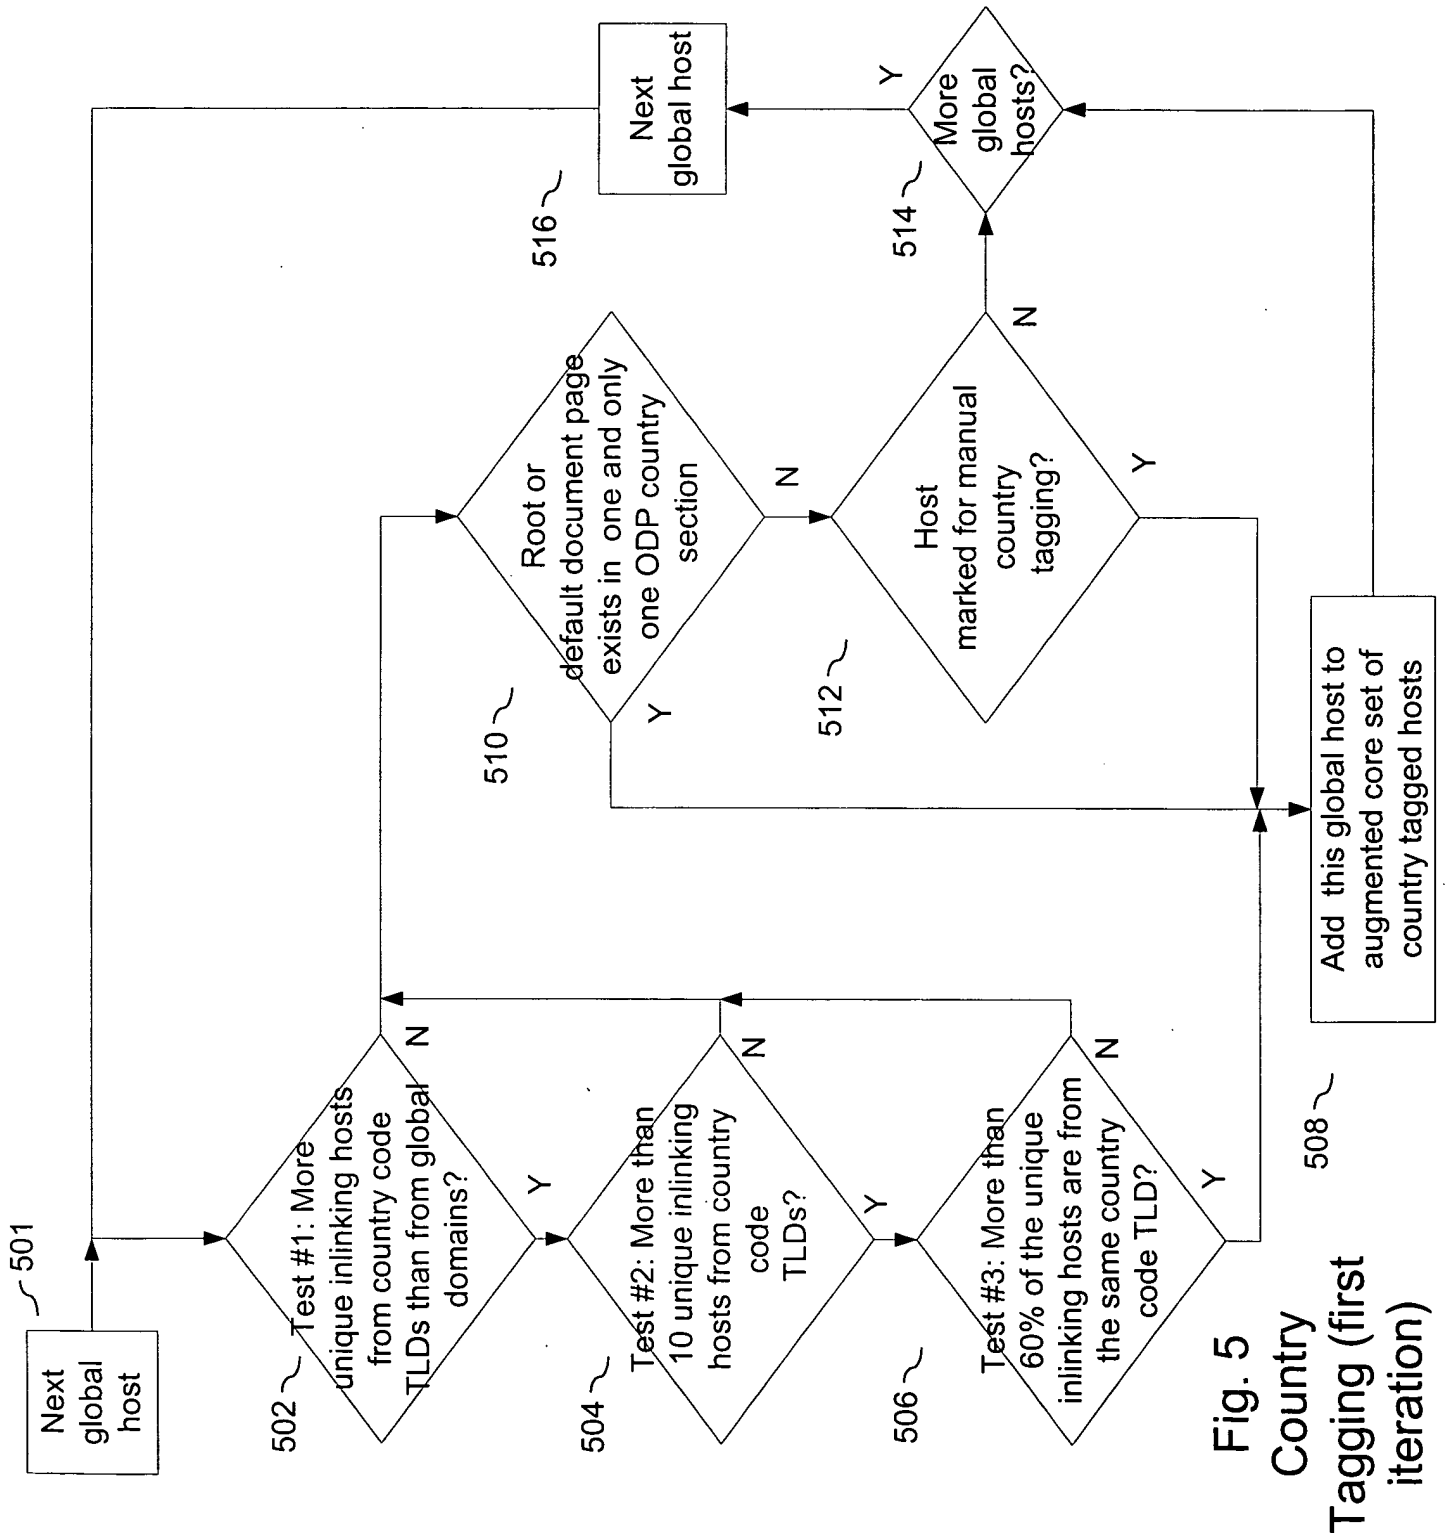 Next
global
host
501
502
Test #1: More
unique inlinking hosts
from country code
TLDs than from global
domains?
N
Y
504
Test #2: More than
10 unique inlinking
hosts from country
code
TLDs?
N
Y
506
Test #3: More than
60% of the unique
inlinking hosts are from
the same country
code TLD?
N
Y
508
Add this global host to
augmented core set of
country tagged hosts
510
Root or
default document page
exists in one and only
one ODP country
section
Y
N
512
Host
marked for manual
country
tagging?
N
Y
514
More
global
hosts?
Y
516
Next
global host
Fig. 5
Country
Tagging (first
iteration)